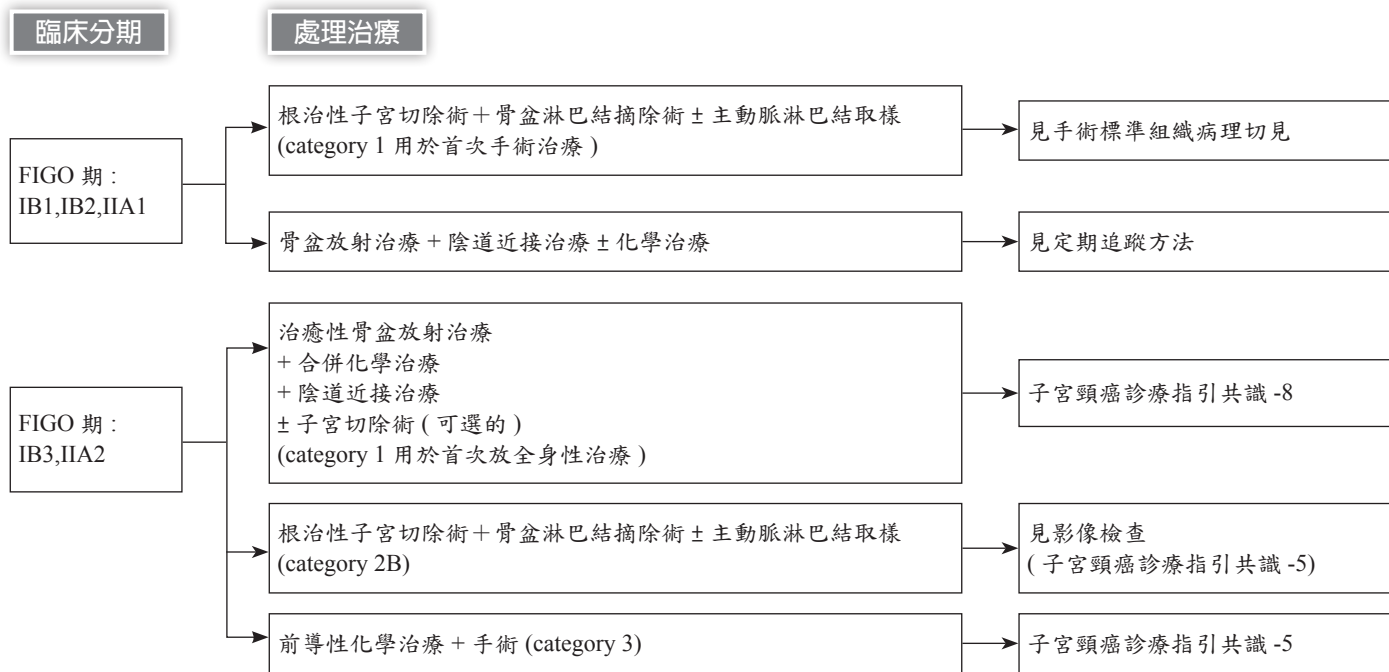 臨床分期
處理治療
FIGO 期 :
IB1,IB2,IIA1
根治性子宮切除術＋骨盆淋巴結摘除術 ± 主動脈淋巴結取樣
(category 1 用於首次手術治療 )
見手術標準組織病理切見
骨盆放射治療 + 陰道近接治療 ± 化學治療
見定期追蹤方法
FIGO 期 :
IB3,IIA2
治癒性骨盆放射治療
+ 合併化學治療
+ 陰道近接治療
± 子宮切除術 ( 可選的 )
(category 1 用於首次放全身性治療 )
子宮頸癌診療指引共識 -8
根治性子宮切除術＋骨盆淋巴結摘除術 ± 主動脈淋巴結取樣
(category 2B)
見影像檢查
( 子宮頸癌診療指引共識 -5)
前導性化學治療 + 手術 (category 3)
子宮頸癌診療指引共識 -5